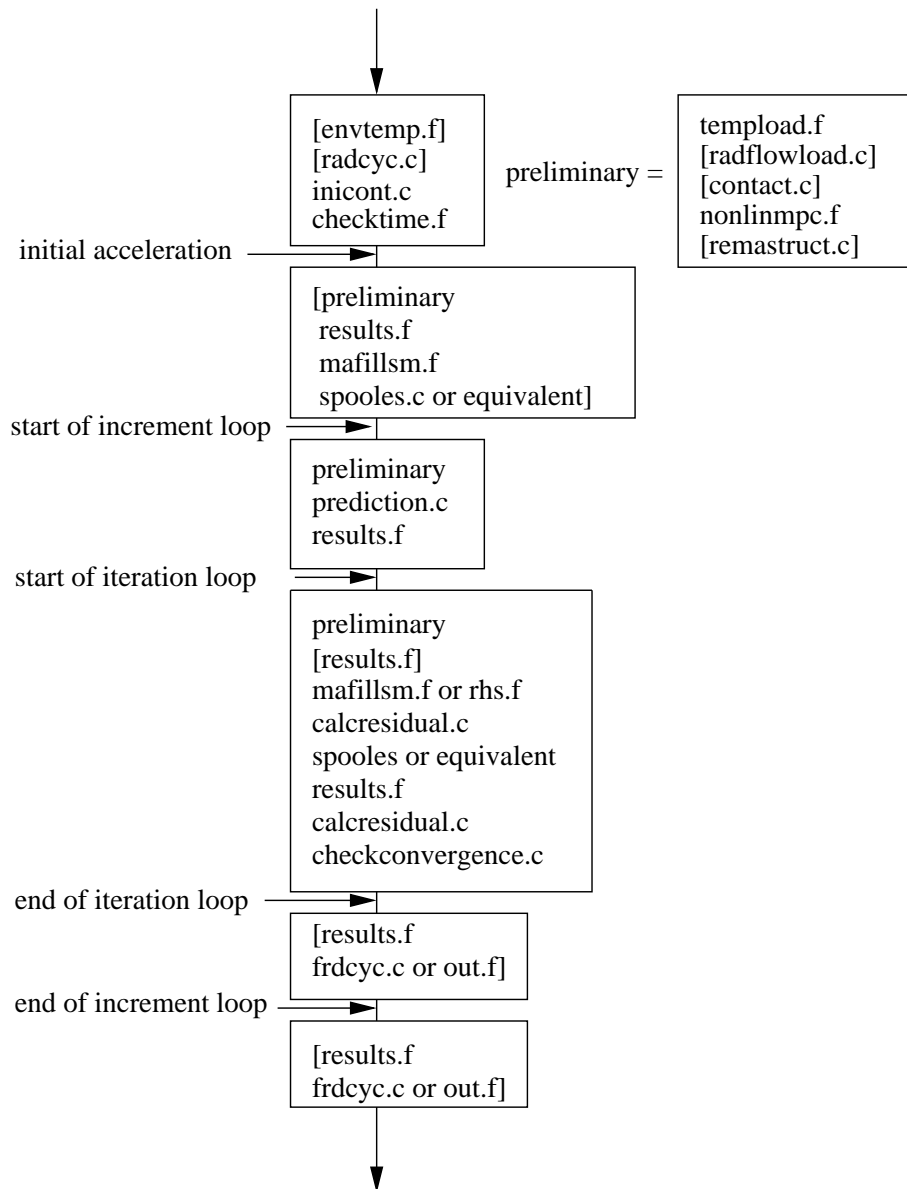 [envtemp.f]
[radcyc.c]
inicont.c
checktime.f
preliminary =
tempload.f
[radflowload.c]
[contact.c]
nonlinmpc.f
[remastruct.c]
initial acceleration
[preliminary
results.f
mafillsm.f
spooles.c or equivalent]
start of increment loop
preliminary
prediction.c
results.f
start of iteration loop
preliminary
[results.f]
mafillsm.f or rhs.f
calcresidual.c
spooles or equivalent
results.f
calcresidual.c
checkconvergence.c
end of iteration loop
[results.f
frdcyc.c or out.f]
end of increment loop
[results.f
frdcyc.c or out.f]